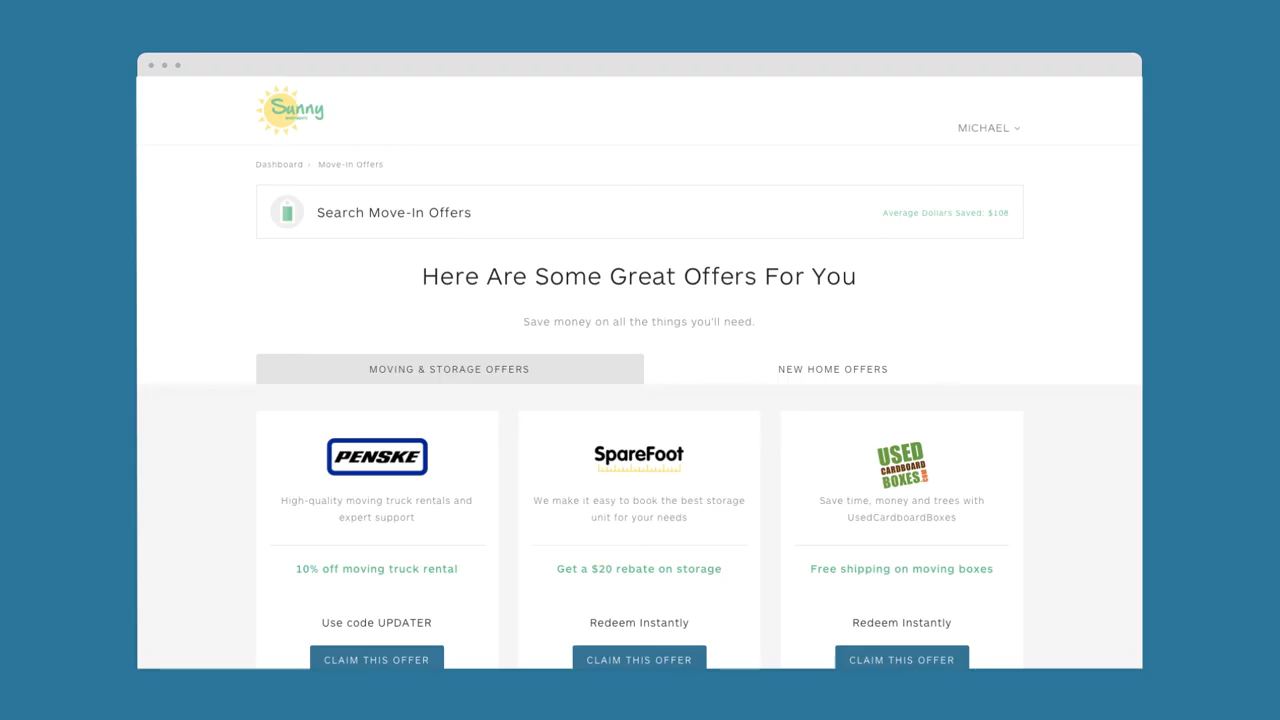 Sunny
MICHAEL
Dashboard
Move-In Offers
Search Move-In Offers
Average Dollars Saved: $108
Here Are Some Great Offers For You
Save money on all the things you'll need.
MOVING & STORAGE OFFERS
NEW HOME OFFERS
PENSKE
High-quality moving truck rentals and
expert support
10% off moving truck rental
Use code UPDATER
CLAIM THIS OFFER
SpareFoot
We make it easy to book the best storage
unit for your needs
Get a $20 rebate on storage
Redeem Instantly
CLAIM THIS OFFER
USED
CARDBOARD
BOXES.com
Save time, money and trees with
UsedCardboardBoxes
Free shipping on moving boxes
Redeem Instantly
CLAIM THIS OFFER